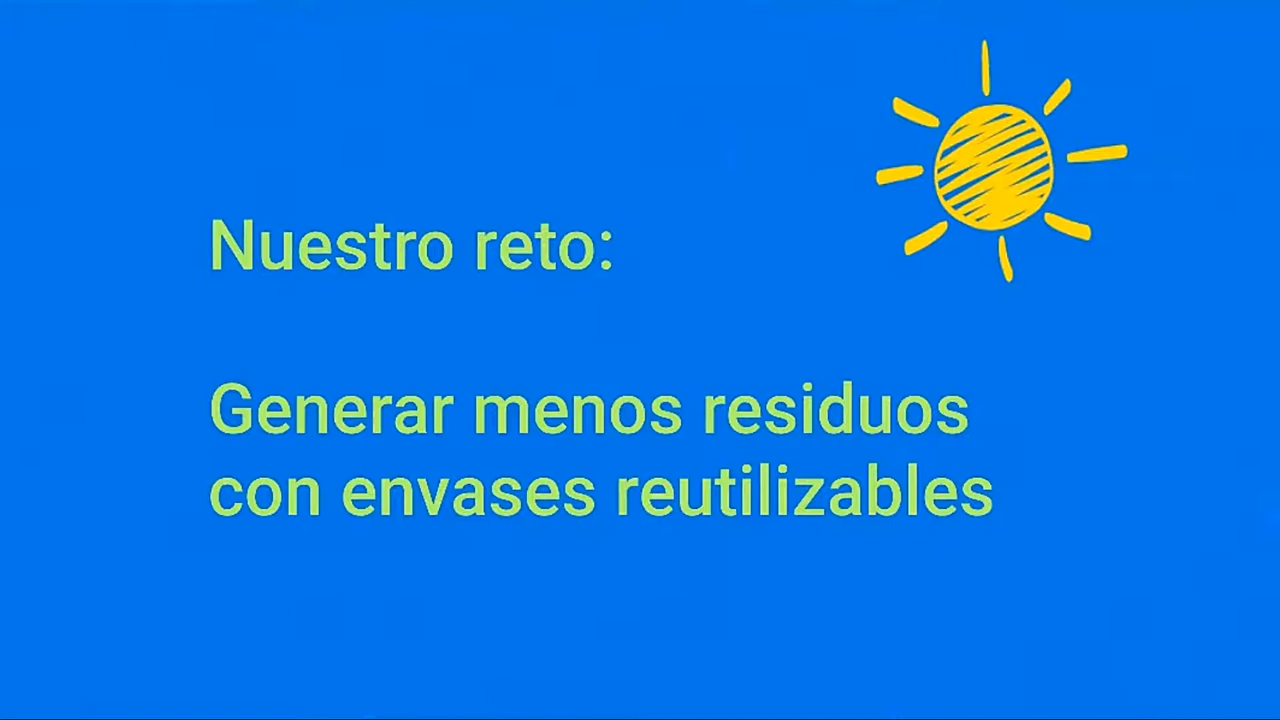 Nuestro reto:
Generar menos residuos
con envases reutilizables